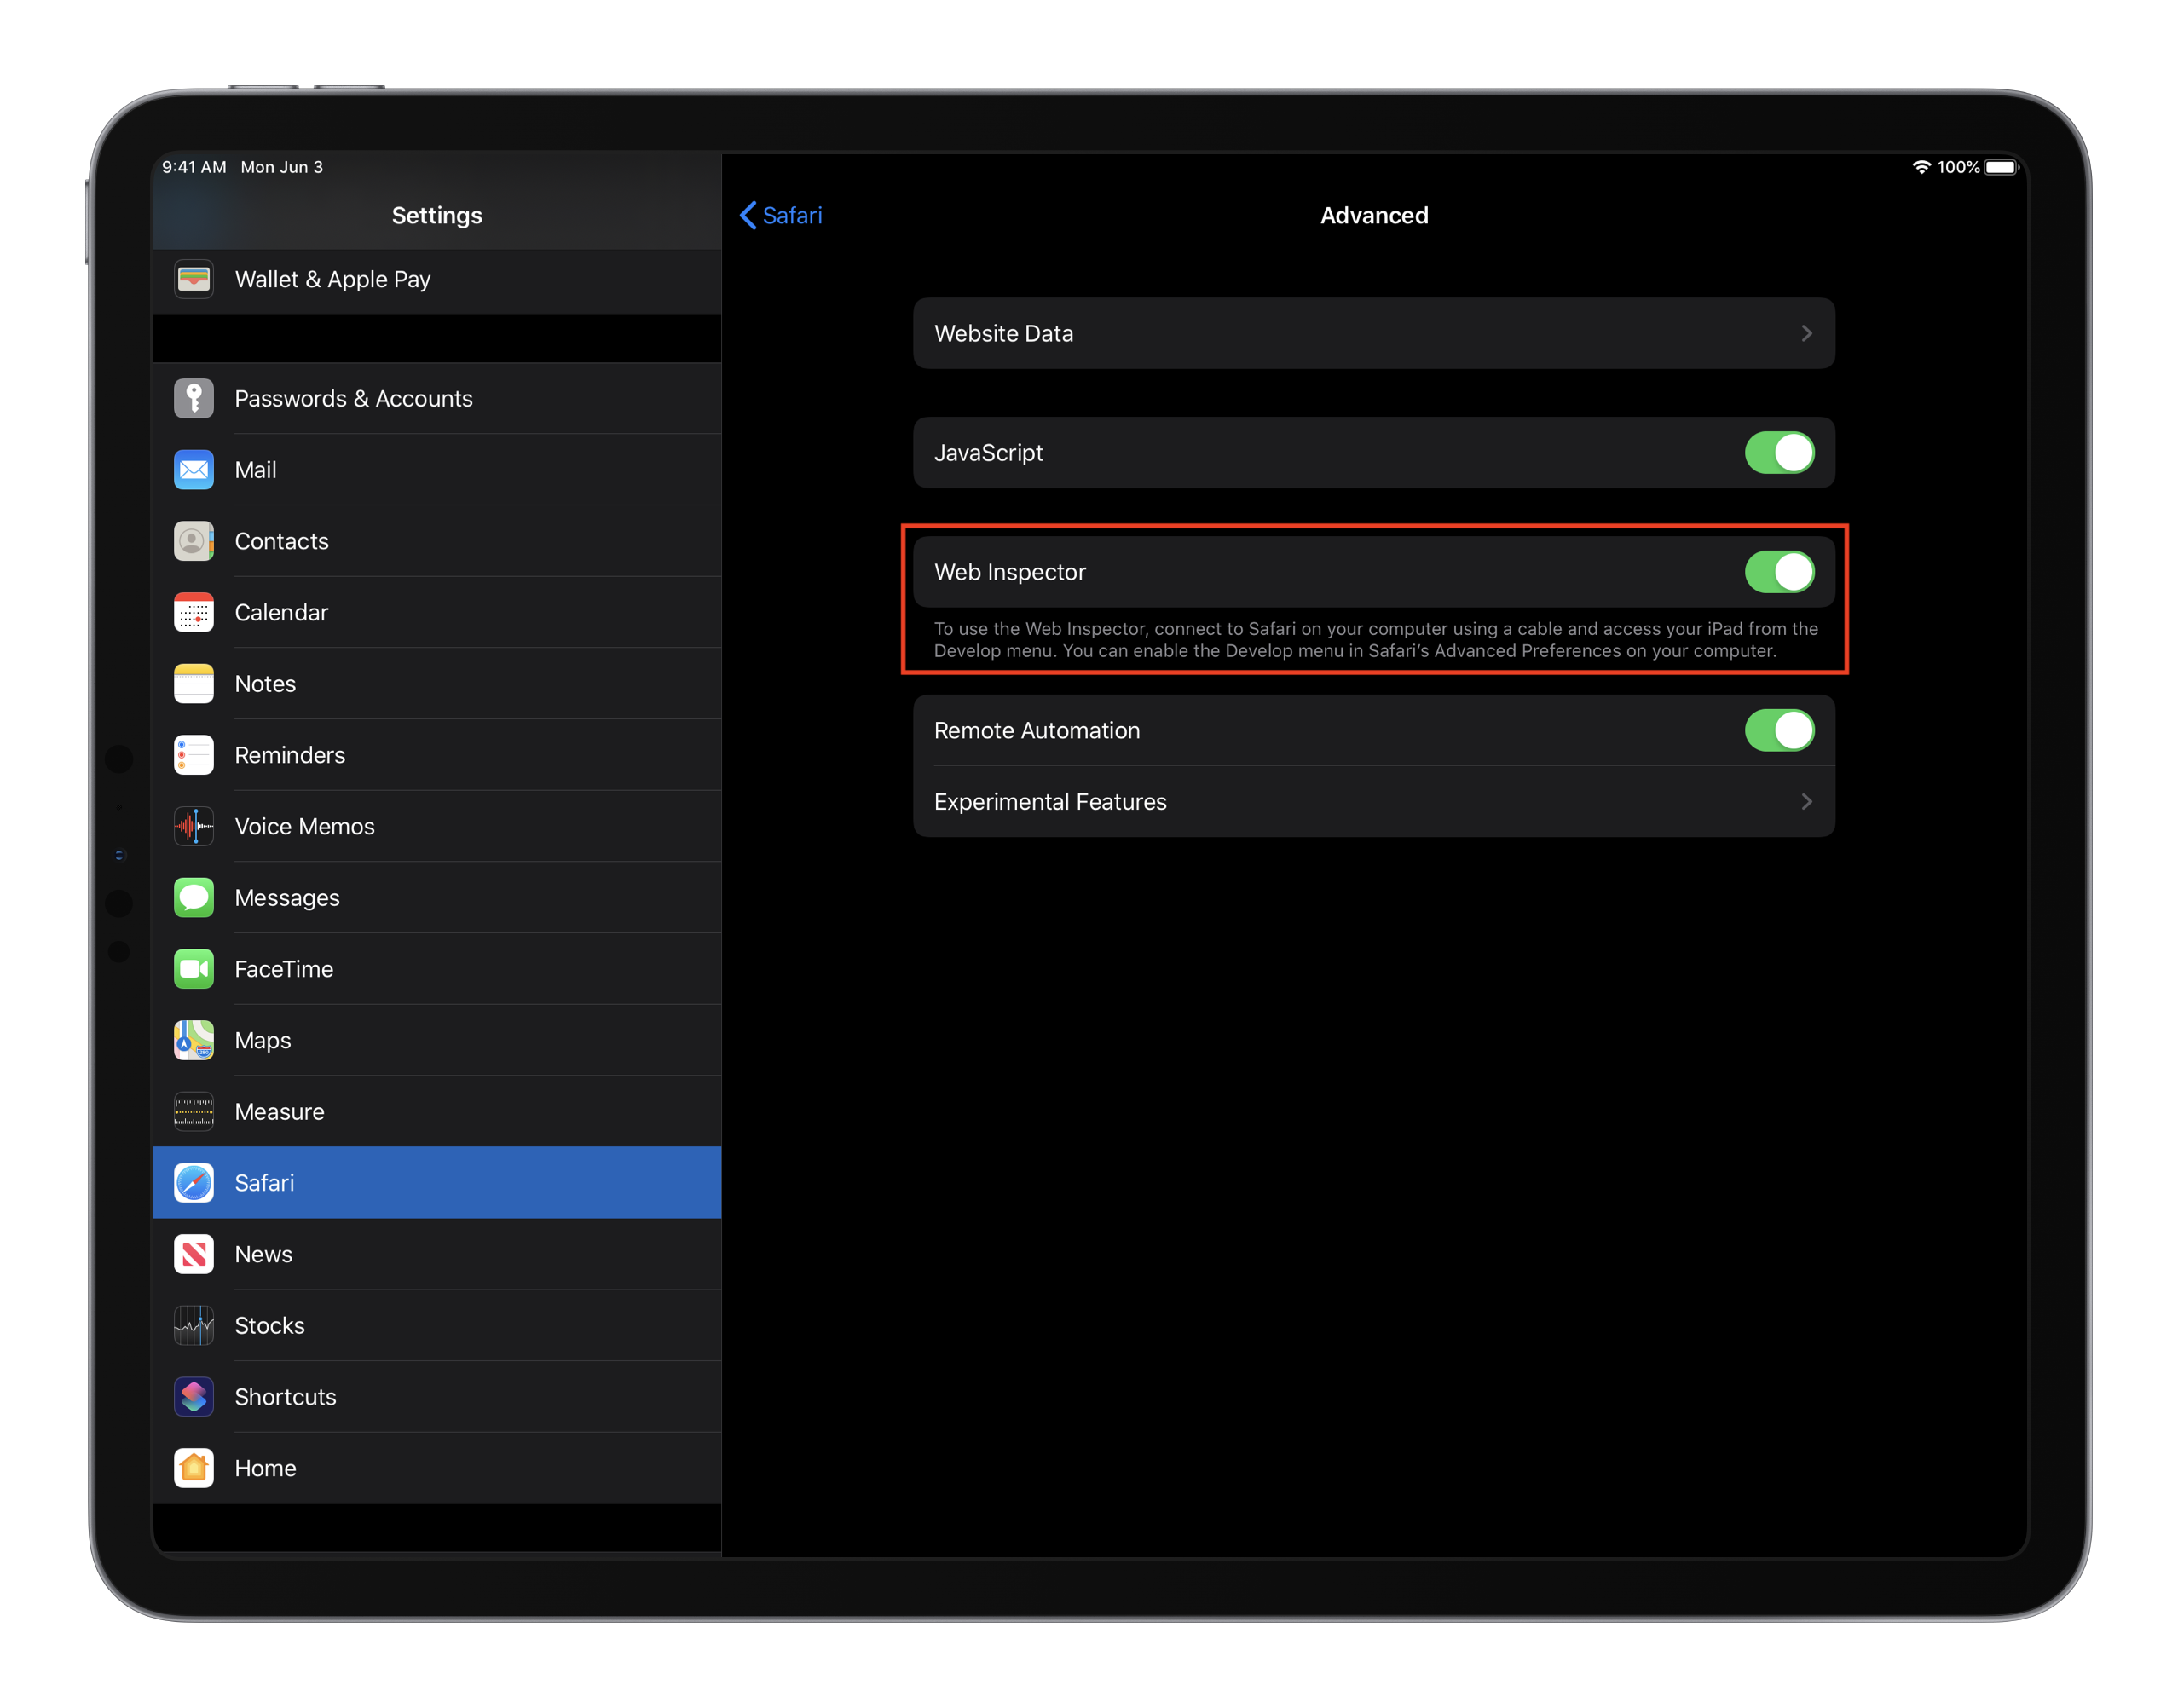 9:41 AM Mon Jun 3
100%
Settings
Wallet & Apple Pay
Passwords & Accounts
Mail
Contacts
Calendar
Notes
Reminders
Voice Memos
Messages
FaceTime
Maps
Measure
Safari
News
Stocks
Shortcuts
Home
Safari
Advanced
Website Data
JavaScript
Web Inspector
To use the Web Inspector, connect to Safari on your computer using a cable and access your iPad from the
Develop menu. You can enable the Develop menu in Safari’s Advanced Preferences on your computer.
Remote Automation
Experimental Features